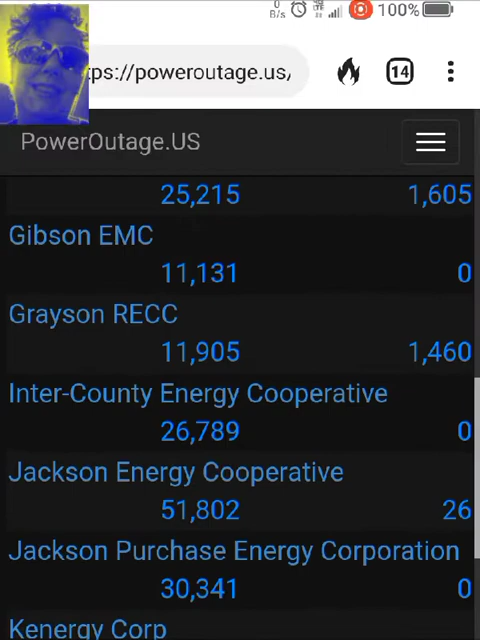 0
B/s
100%
tps://poweroutage.us/
14
PowerOutage.US
25,215 1,605
Gibson EMC
11,131 0
Grayson RECC
11,905 1,460
Inter-County Energy Cooperative
26,789 0
Jackson Energy Cooperative
51,802 26
Jackson Purchase Energy Corporation
30,341 0
Kenergy Corp